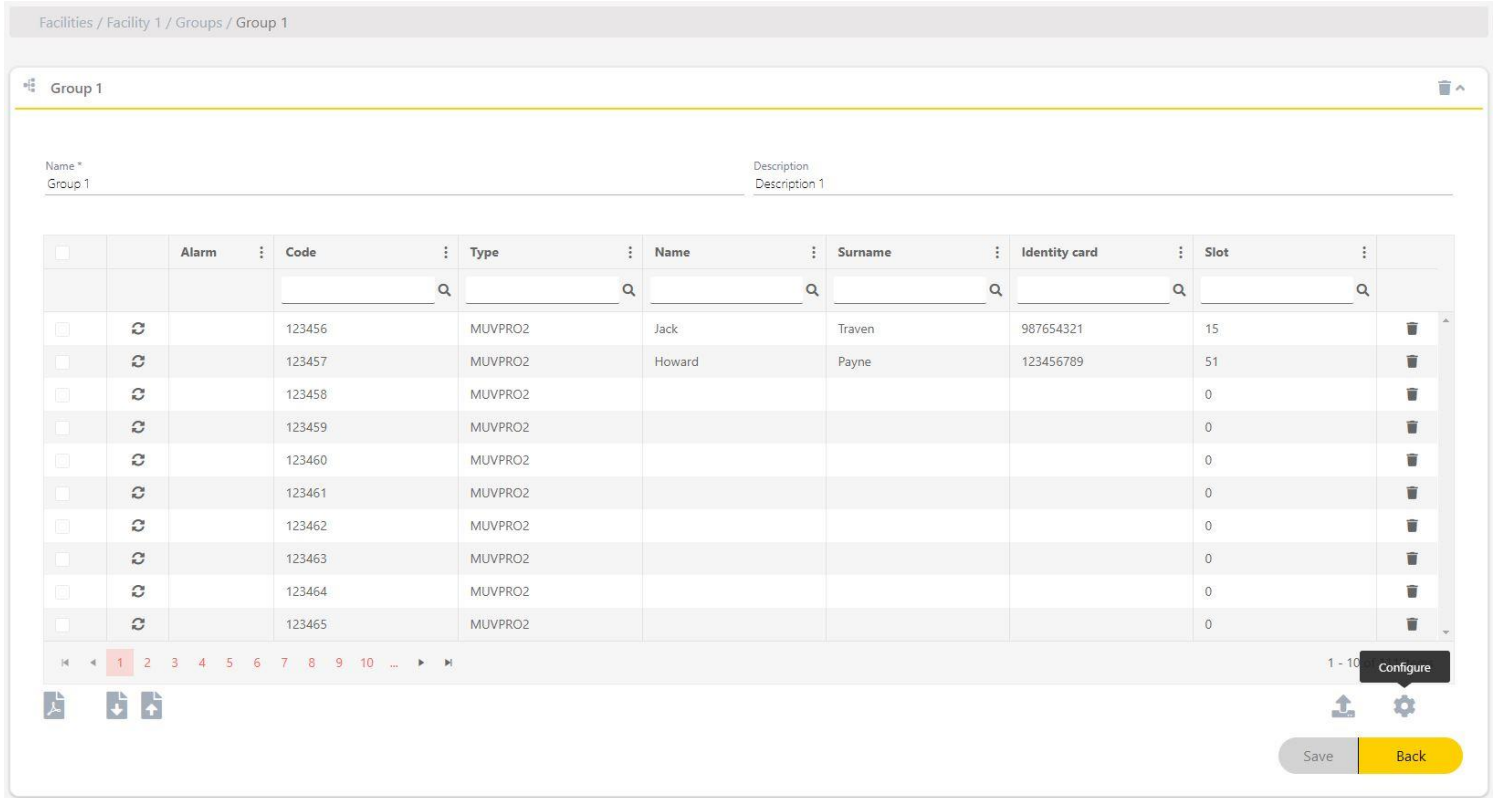 Facilities / Facility 1 / Groups / Group 1
Group 1
Name * Description
Group 1 Description 1
Alarm Code Type Name Surname Identity card Slot
123456 MUVPRO2 Jack Traven 987654321 15
123457 MUVPRO2 Howard Payne 123456789 51
123458 MUVPRO2 0
123459 MUVPRO2 0
123460 MUVPRO2 0
123461 MUVPRO2 0
123462 MUVPRO2 0
123463 MUVPRO2 0
123464 MUVPRO2 0
123465 MUVPRO2 0
1 2 3 4 5 6 7 8 9 10 ... 1 - 10
Configure
Save Back